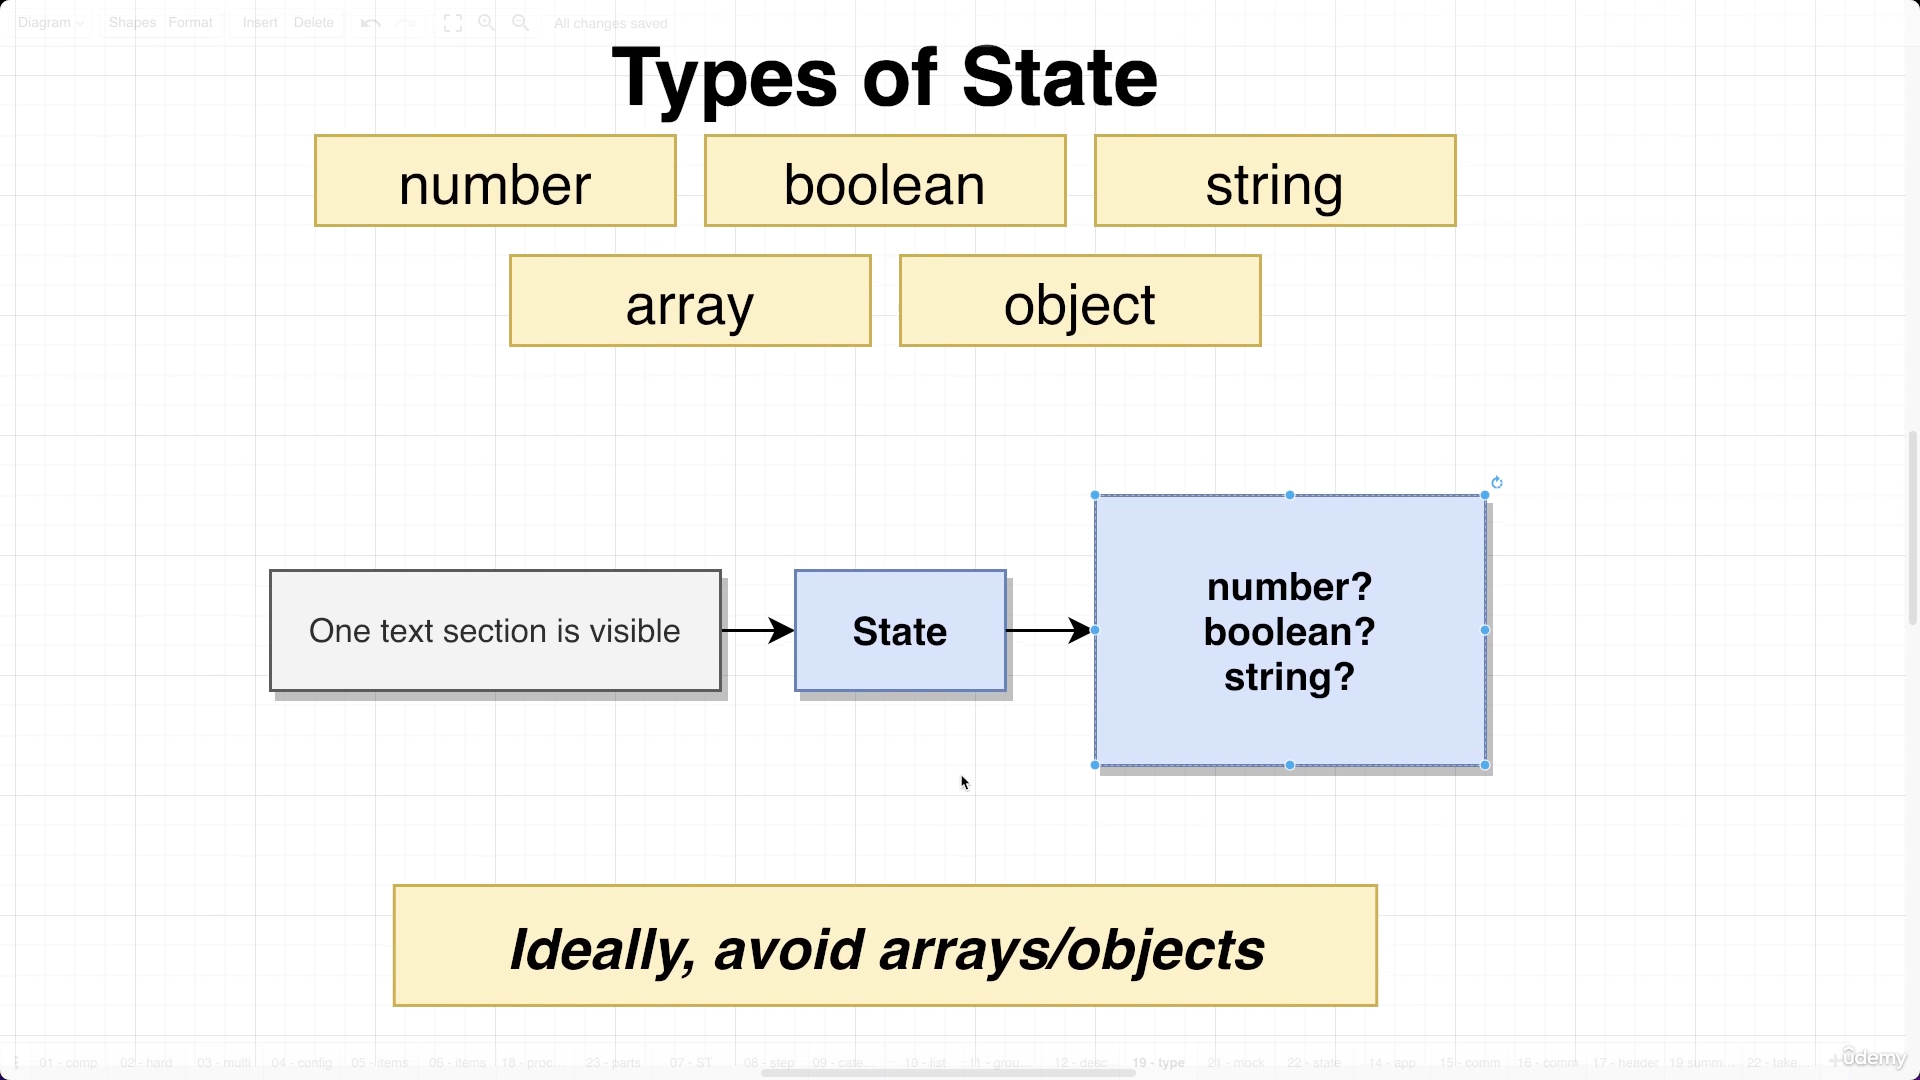 Diagram Shapes Format Insert Delete All changes saved
Types of State
number boolean string
array object
One text section is visible
State
number?
boolean?
string?
Ideally, avoid arrays/objects
01 - comp 02 - hard 03 - multi 04 - config 05 - items 06 - items 18 - proc... 23 - parts 07 - ST 08 - step 09 - cate... 10 - list 11 - grou... 12 - desc 19 - type 21 - mock 22 - state 14 - app 15 - comm 16 - comm 17 - header 19 summ... 22 - take...
ûdemy